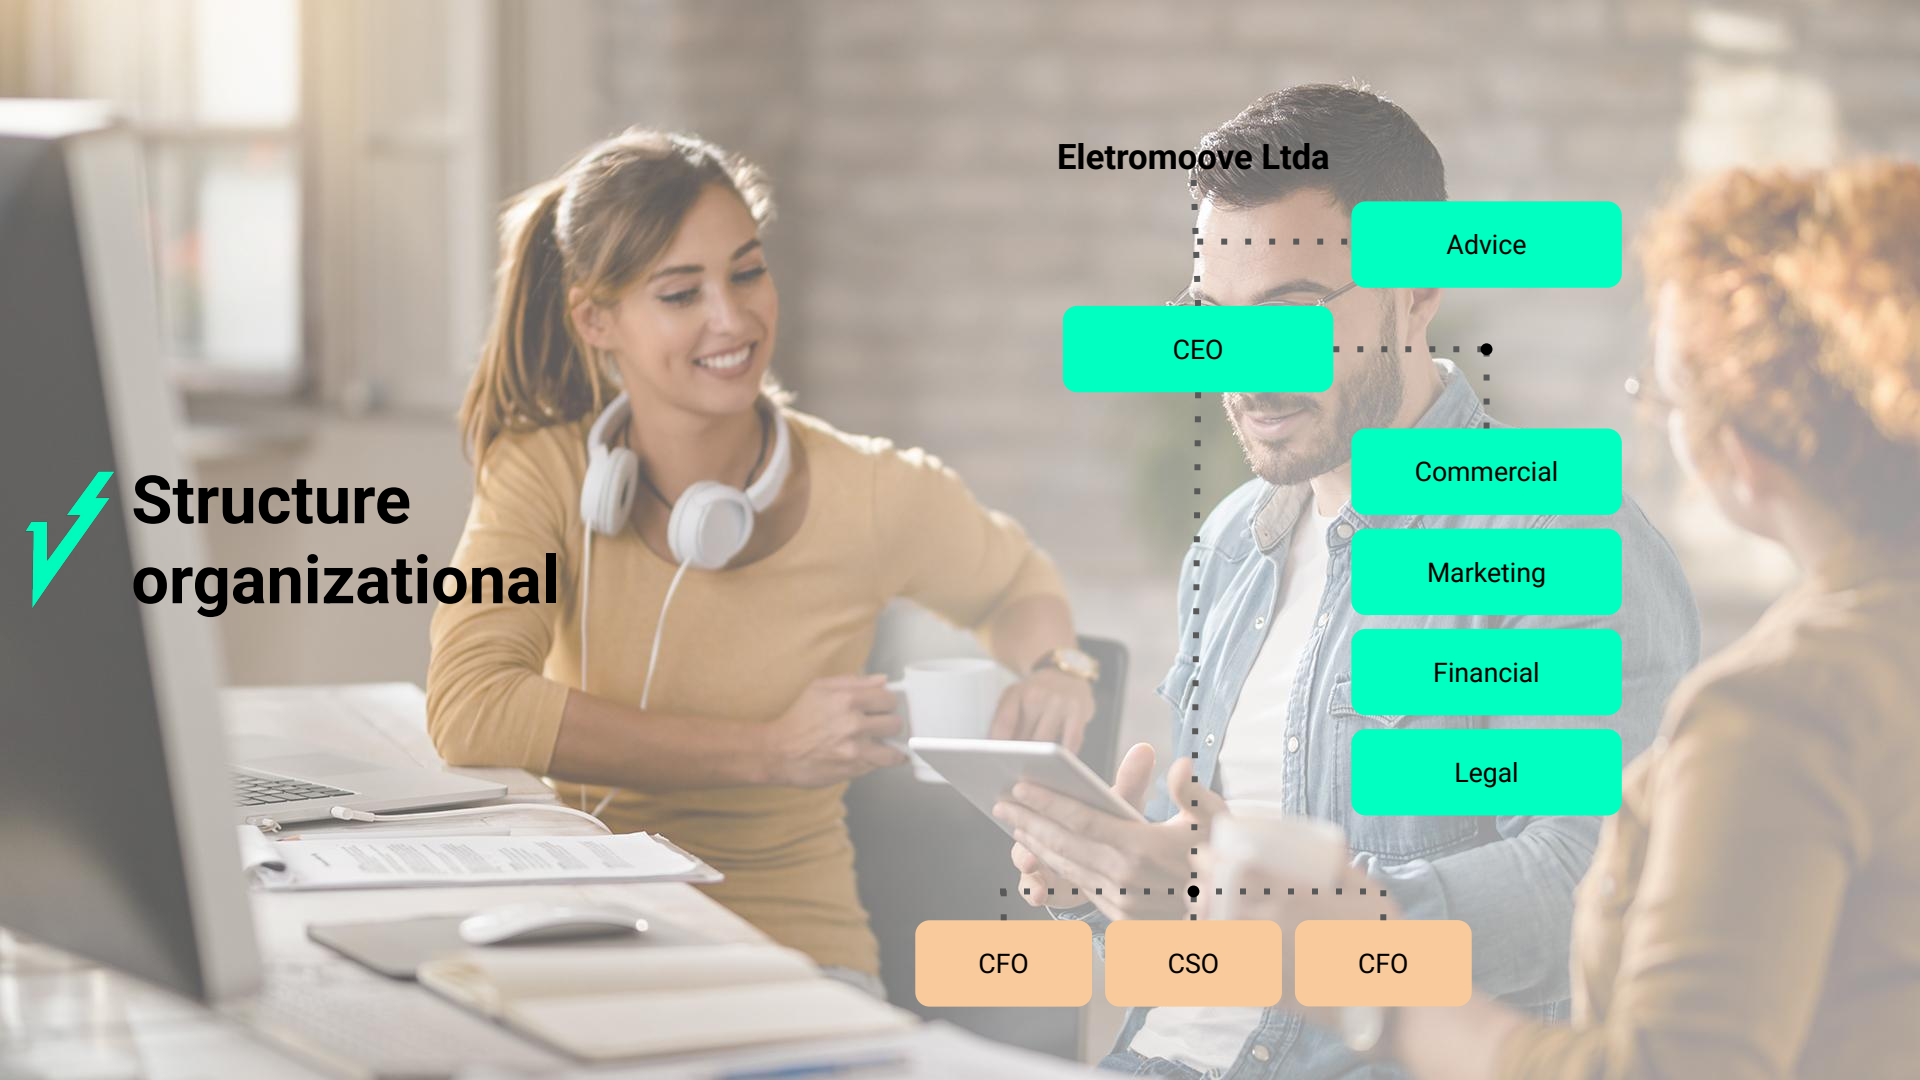 Structure
organizational
Eletromoove Ltda
Advice
CEO
Commercial
Marketing
Financial
Legal
CFO
CSO
CFO